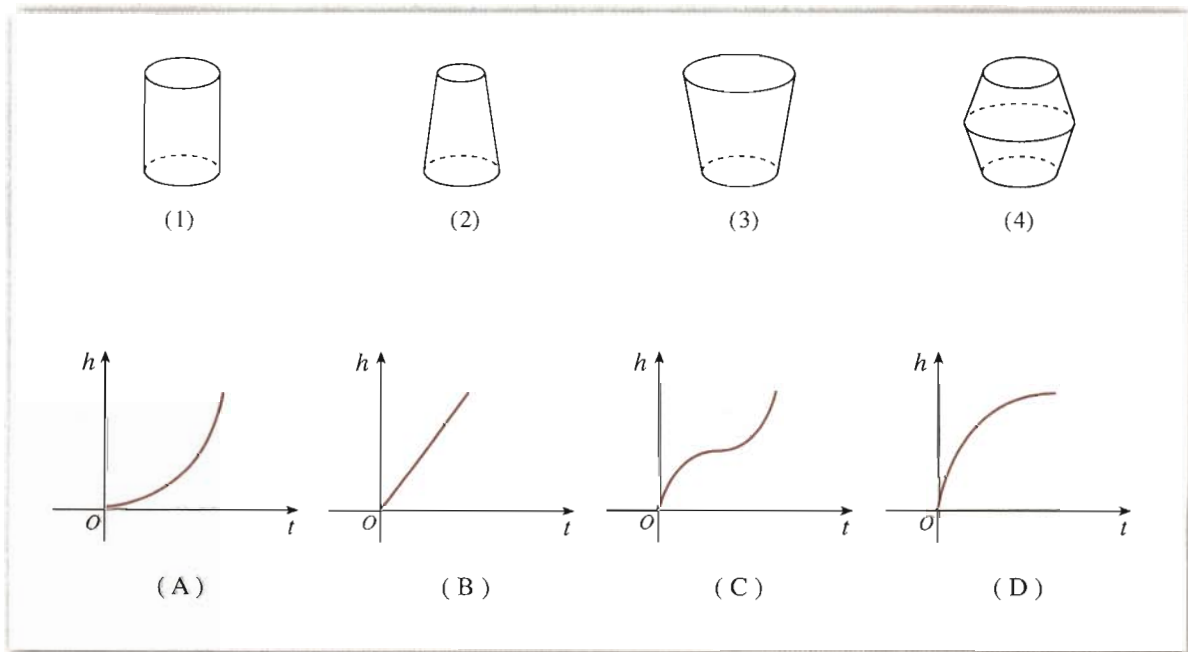 (1) (2) (3) (4)
h h h h
O t O t O t O t
(A) (B) (C) (D)